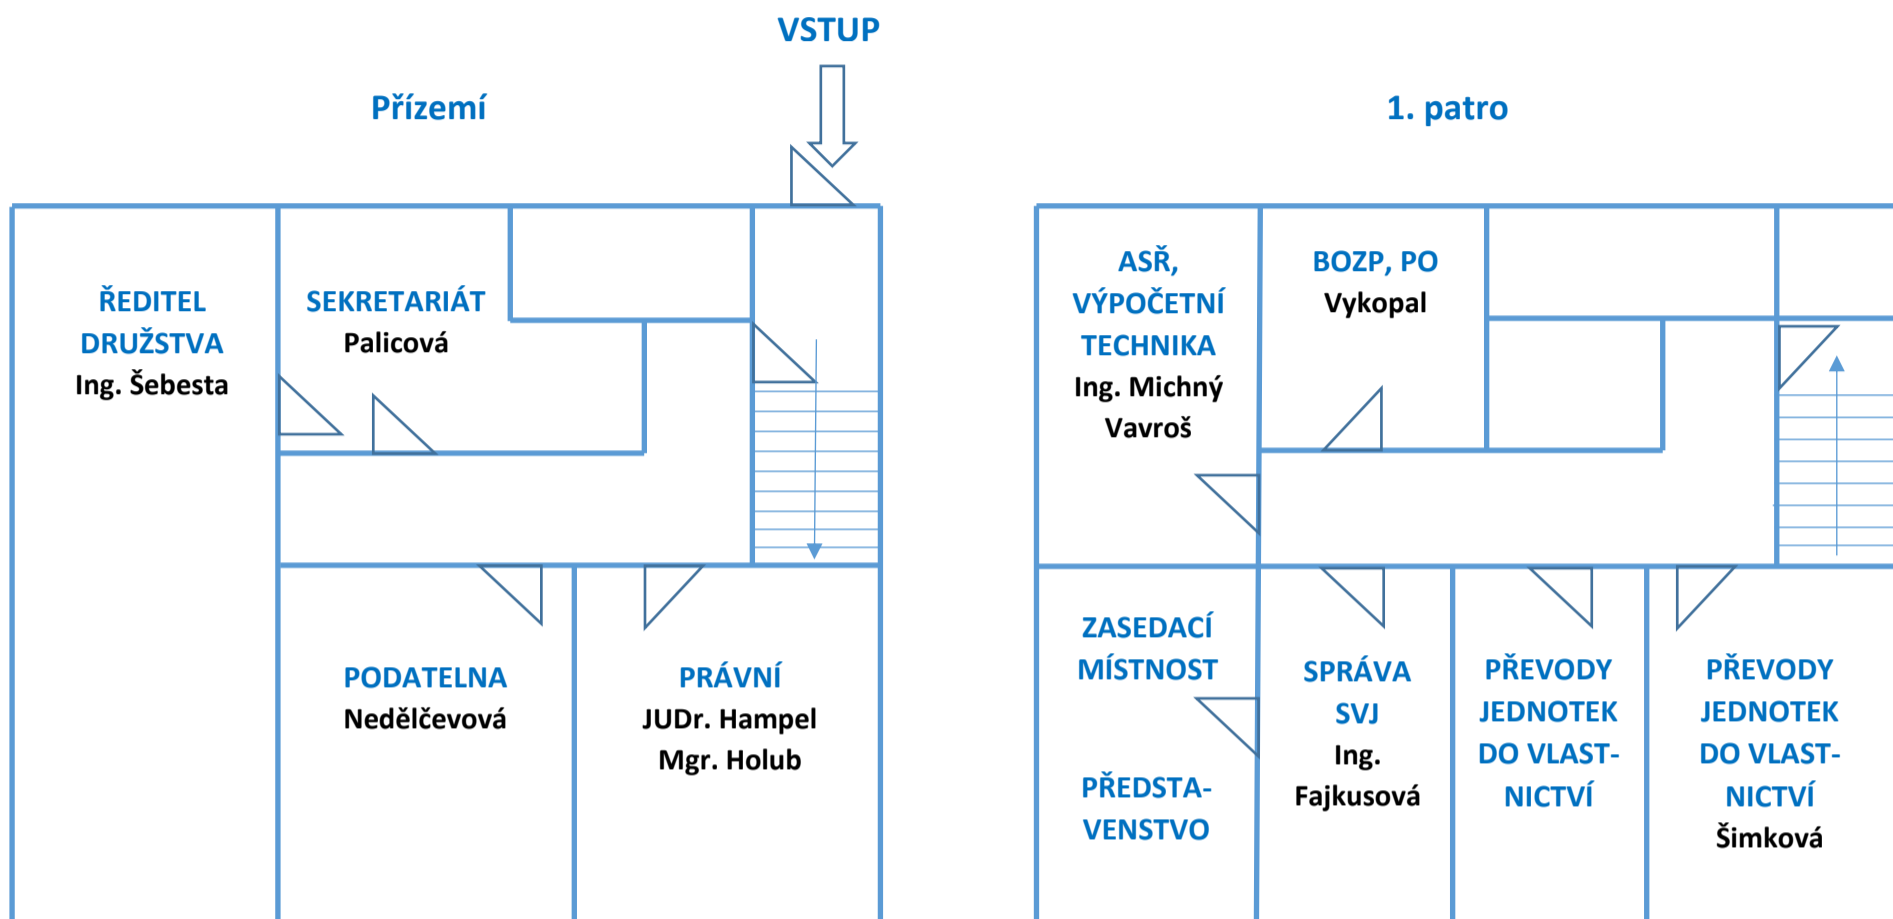 VSTUP
Přízemí
ŘEDITEL
DRUŽSTVA
Ing. Šebesta
SEKRETARIÁT
Palicová
PODATELNA
Nedělčevová
PRÁVNÍ
JUDr. Hampel
Mgr. Holub
1. patro
ASŘ,
VÝPOČETNÍ
TECHNIKA
Ing. Michný
Vavroš
BOZP, PO
Vykopal
ZASEDACÍ
MÍSTNOST
PŘEDSTA-
VENSTVO
SPRÁVA
SVJ
Ing.
Fajkusová
PŘEVODY
JEDNOTEK
DO VLAST-
NICTVÍ
PŘEVODY
JEDNOTEK
DO VLAST-
NICTVÍ
Šimková